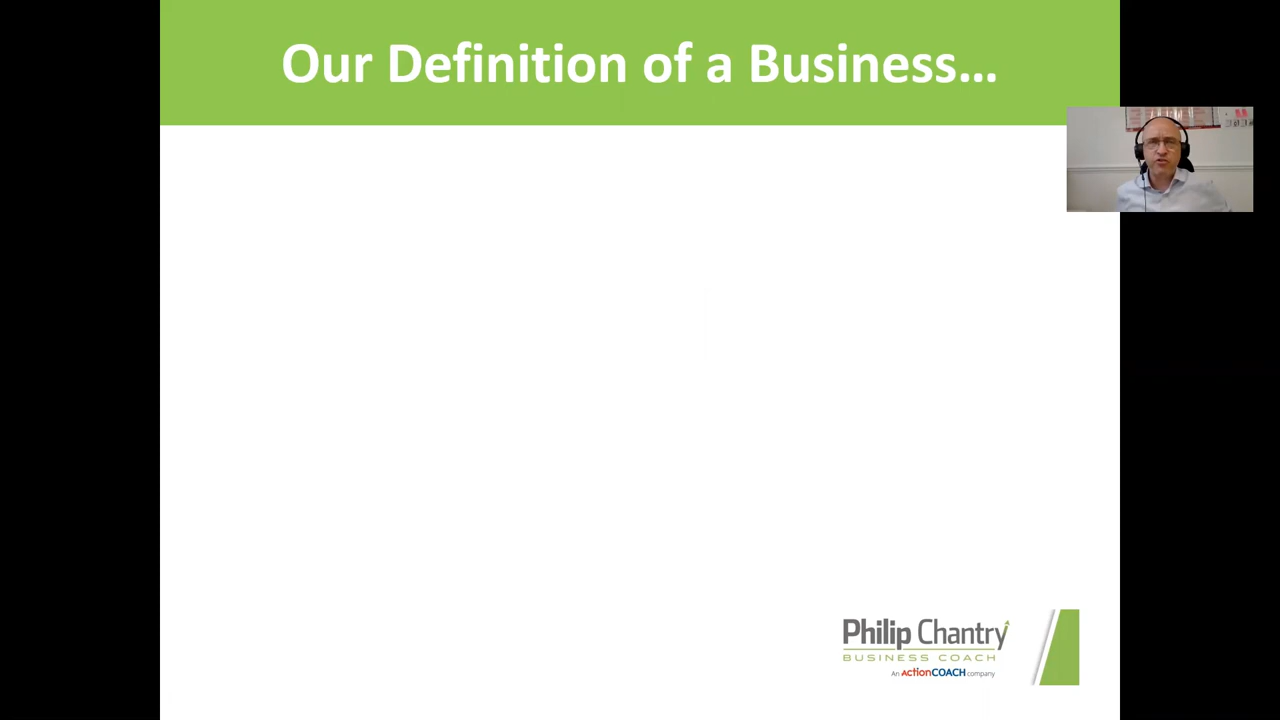 Our Definition of a Business...
Philip Chantry
BUSINESS COACH
An ActionCOACH company